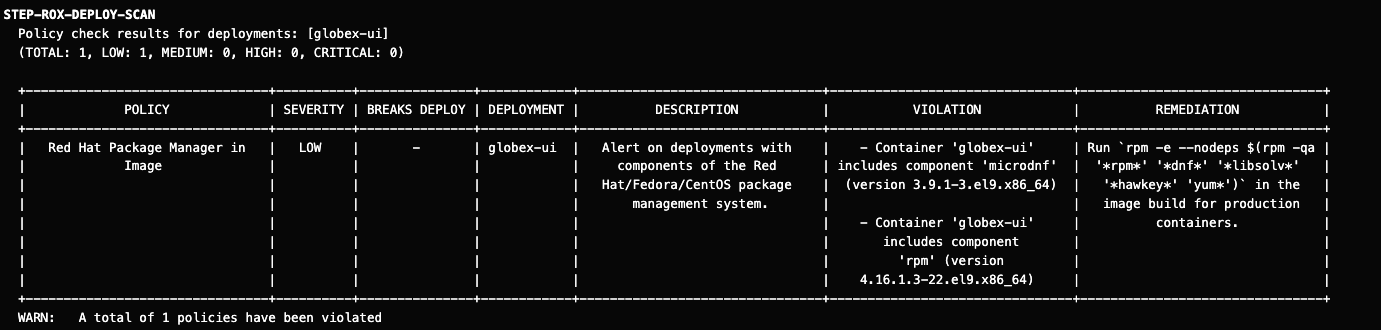 STEP-ROX-DEPLOY-SCAN
Policy check results for deployments: [globex-ui]
(TOTAL: 1, LOW: 1, MEDIUM: 0, HIGH: 0, CRITICAL: 0)
+--------------------------------+----------+---------------+------------+--------------------------------+--------------------------------+--------------------------------+
| POLICY | SEVERITY | BREAKS DEPLOY | DEPLOYMENT | DESCRIPTION | VIOLATION | REMEDIATION |
+--------------------------------+----------+---------------+------------+--------------------------------+--------------------------------+--------------------------------+
| Red Hat Package Manager in | LOW | - | globex-ui | Alert on deployments with | - Container 'globex-ui' | Run `rpm -e --nodeps $(rpm -qa |
| Image | | | | components of the Red | includes component 'microdnf' | '*rpm*' '*dnf*' '*libsolv*' |
| | | | | Hat/Fedora/CentOS package | (version 3.9.1-3.el9.x86_64) | '*hawkey*' 'yum*')` in the |
| | | | | management system. | | image build for production |
| | | | | | - Container 'globex-ui' | containers. |
| | | | | | includes component | |
| | | | | | 'rpm' (version | |
| | | | | | 4.16.1.3-22.el9.x86_64) | |
+--------------------------------+----------+---------------+------------+--------------------------------+--------------------------------+--------------------------------+
WARN: A total of 1 policies have been violated